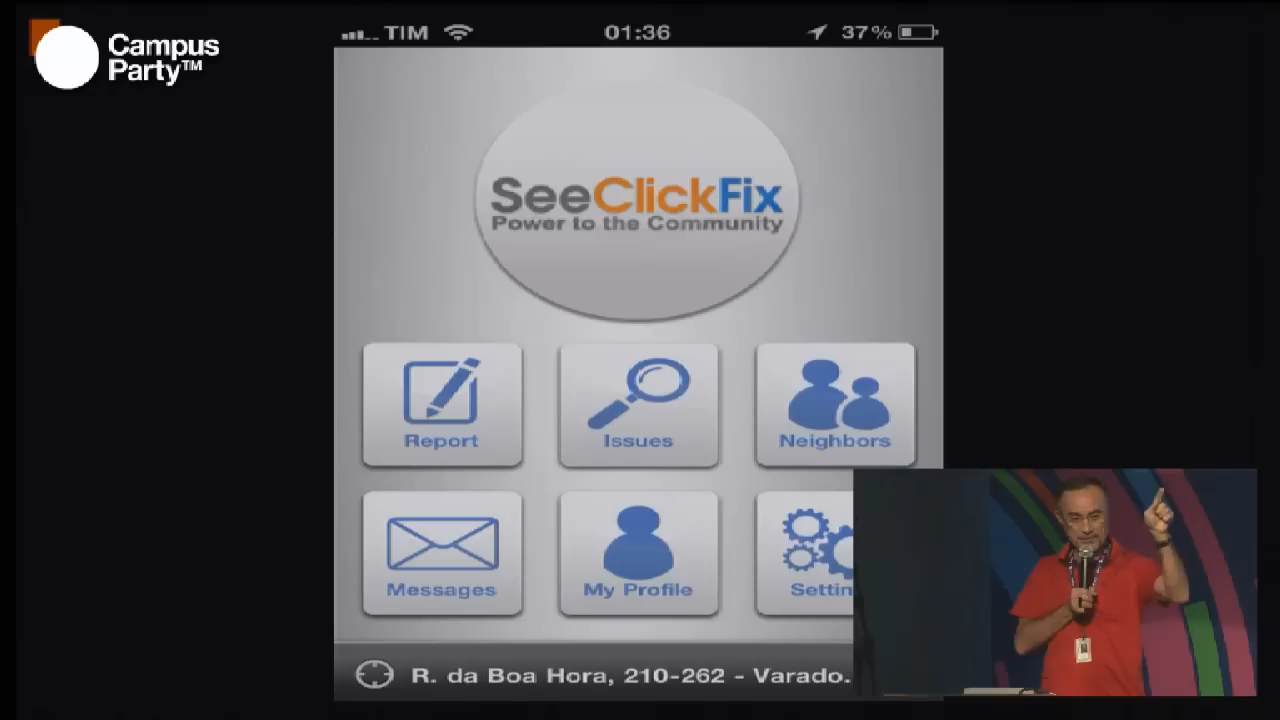 Campus
Party™
TIM 01:36 37%
SeeClickFix
Power to the Community
Report Issues Neighbors
Messages My Profile Settin
R. da Boa Hora, 210-262 - Varado.